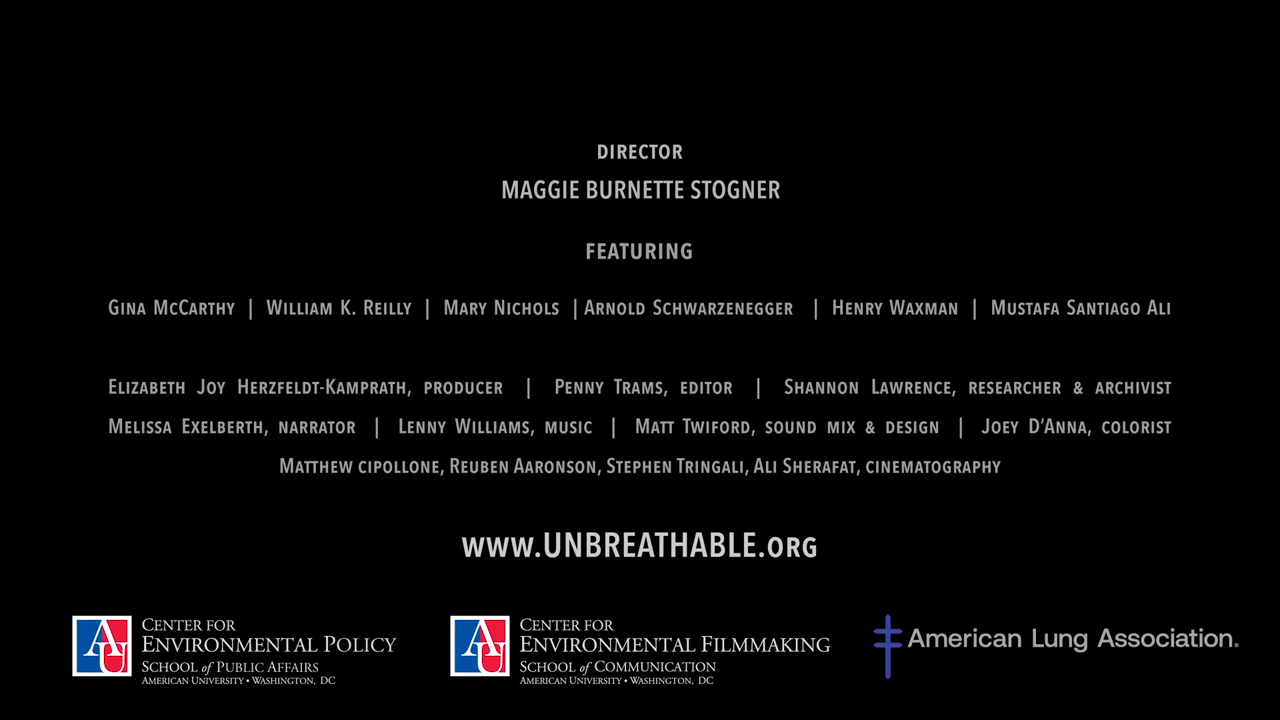 DIRECTOR
MAGGIE BURNETTE STOGNER
FEATURING
GINA MCCARTHY | WILLIAM K. REILLY | MARY NICHOLS | ARNOLD SCHWARZENEGGER | HENRY WAXMAN | MUSTAFA SANTIAGO ALI
ELIZABETH JOY HERZFELDT-KAMPRATH, PRODUCER | PENNY TRAMS, EDITOR | SHANNON LAWRENCE, RESEARCHER & ARCHIVIST
MELISSA EXELBERTH, NARRATOR | LENNY WILLIAMS, MUSIC | MATT TWIFORD, SOUND MIX & DESIGN | JOEY D'ANNA, COLORIST
MATTHEW CIPOLLONE, REUBEN AARONSON, STEPHEN TRINGALI, ALI SHERAFAT, CINEMATOGRAPHY
WWW.UNBREATHABLE.ORG
AU
CENTER FOR
ENVIRONMENTAL POLICY
SCHOOL of PUBLIC AFFAIRS
AMERICAN UNIVERSITY • WASHINGTON, DC
AU
CENTER FOR
ENVIRONMENTAL FILMMAKING
SCHOOL of COMMUNICATION
AMERICAN UNIVERSITY • WASHINGTON, DC
American Lung Association®